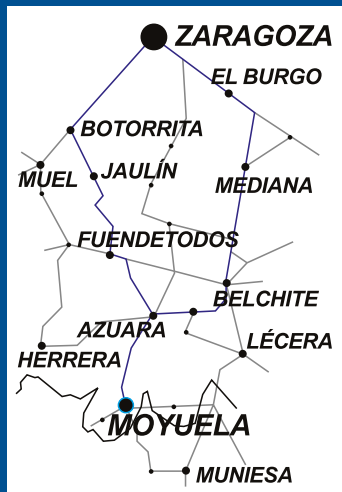 ZARAGOZA
EL BURGO
BOTORRITA
JAULÍN
MUEL
MEDIANA
FUENDETODOS
BELCHITE
AZUARA
LÉCERA
HERRERA
MOYUELA
MUNIESA